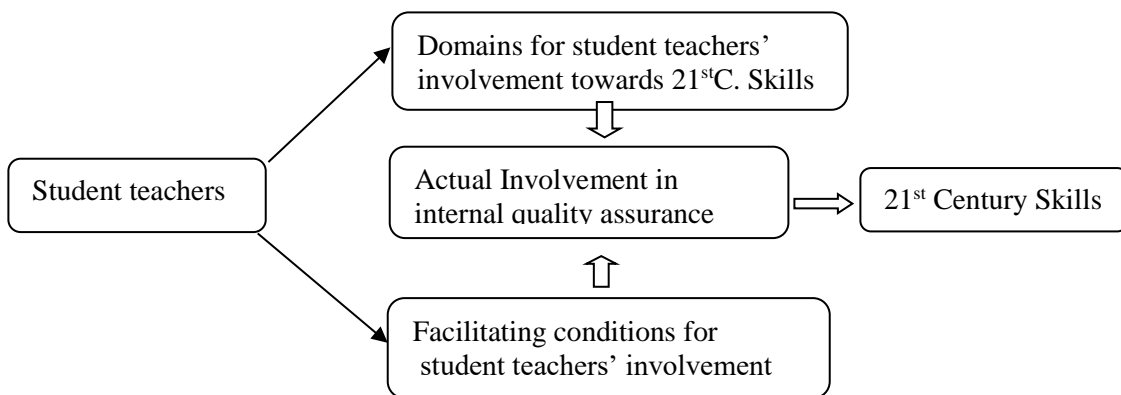 Domains for student teachers’
involvement towards 21stC. Skills
Student teachers
Actual Involvement in
internal quality assurance
21st Century Skills
Facilitating conditions for
student teachers’ involvement